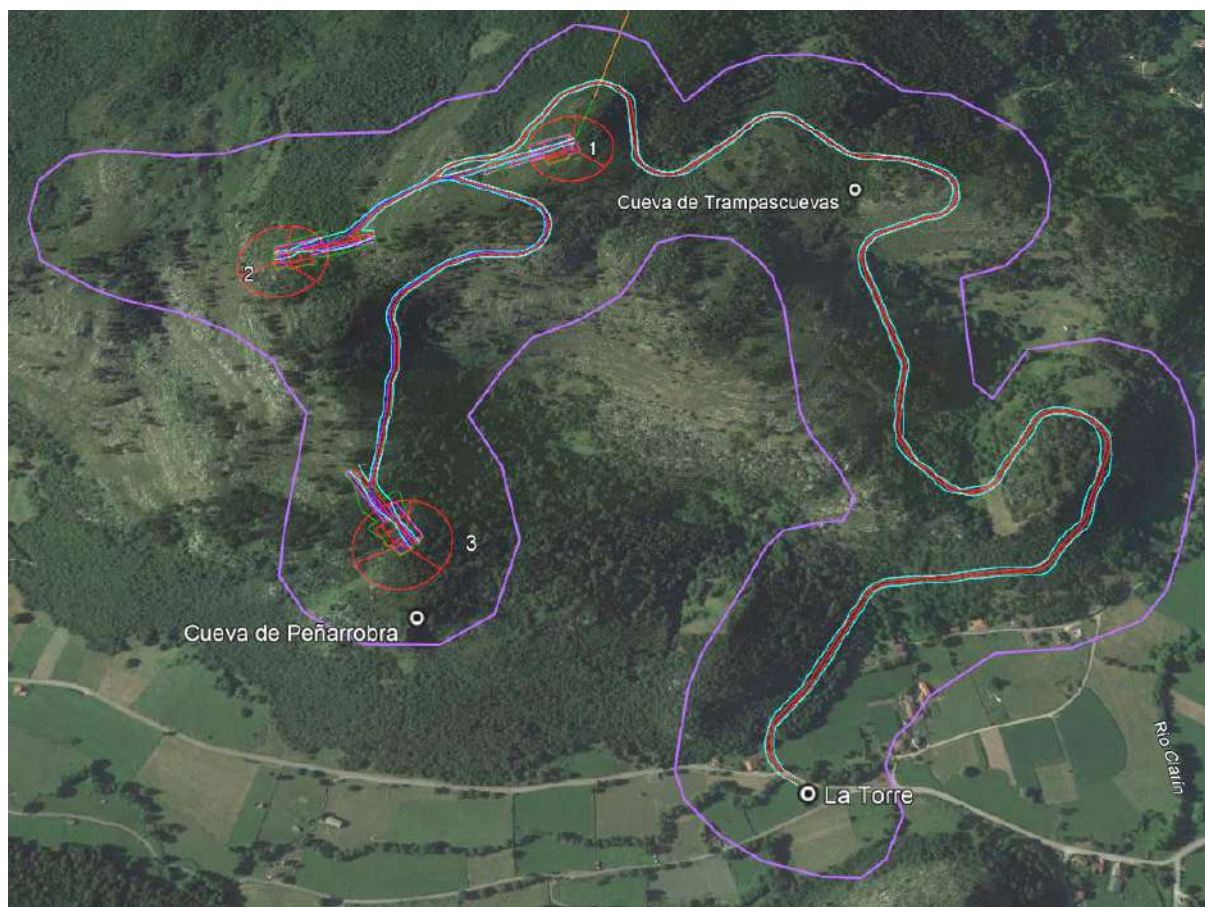 1
Cueva de Trampascuevas
2
3
Cueva de Peñarrobra
Río Clarín
La Torre